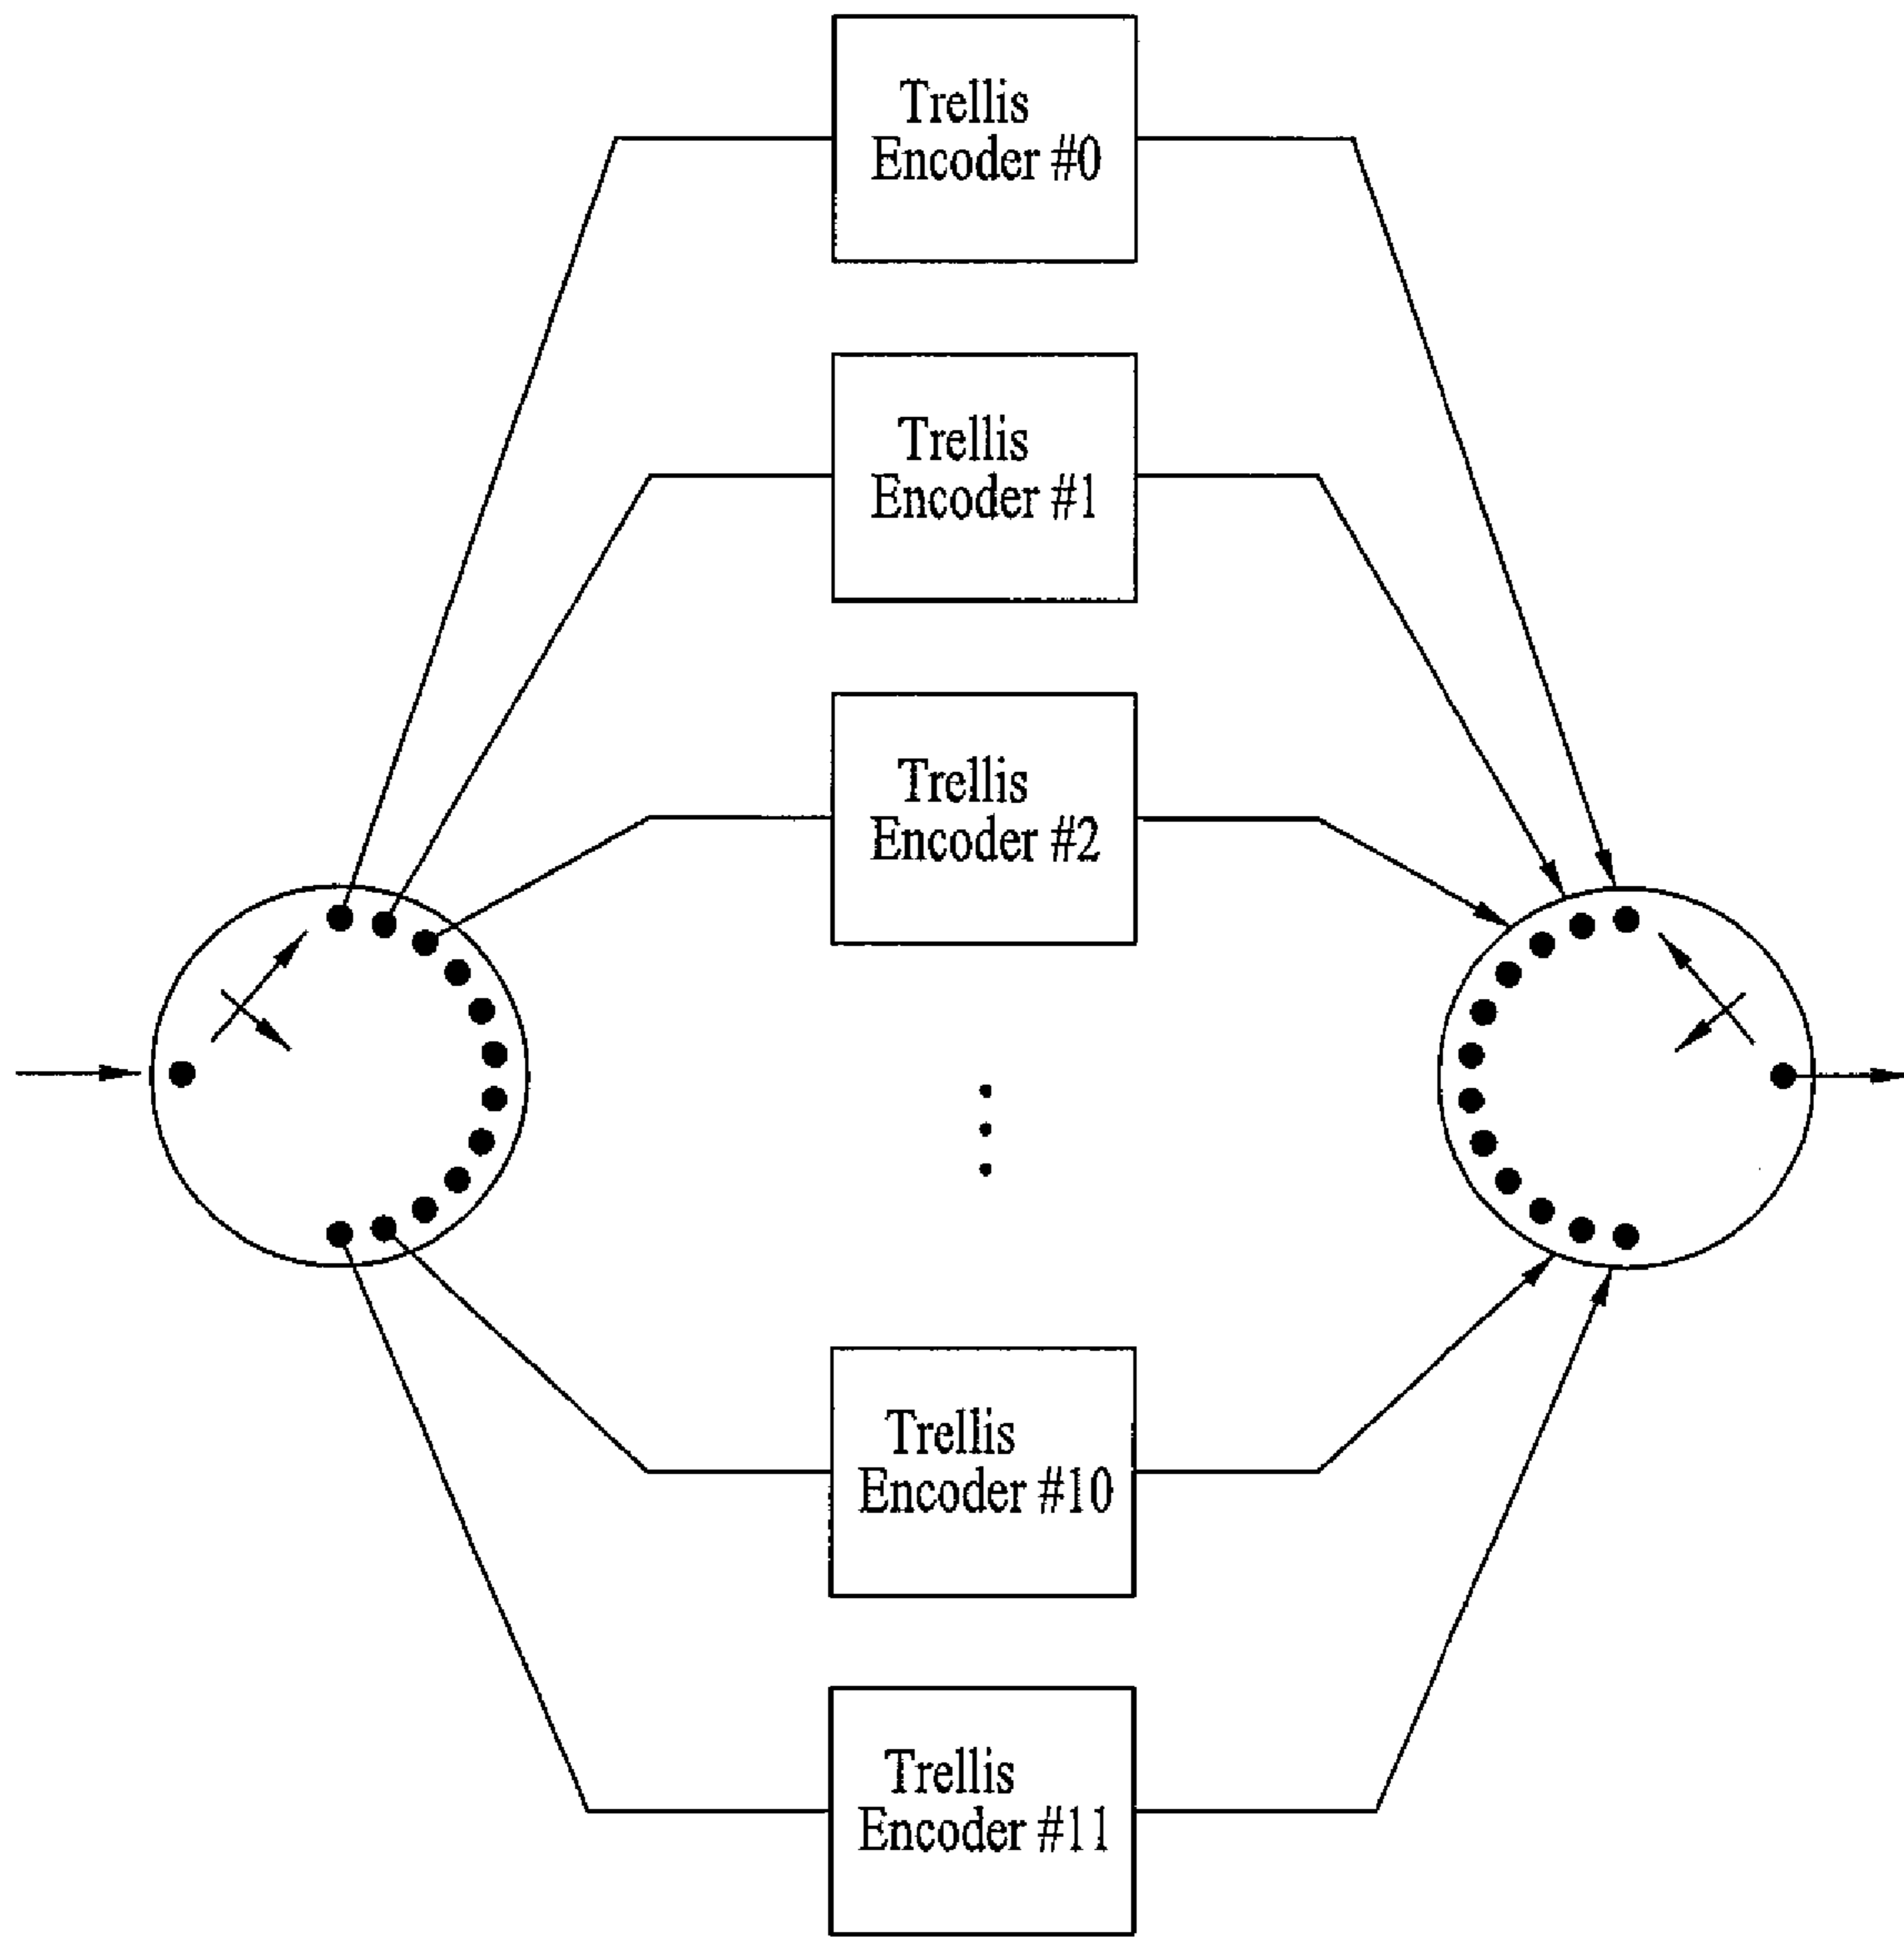 Trellis
Encoder #0
Trellis
Encoder #1
Trellis
Encoder #2
Trellis
Encoder #10
Trellis
Encoder #11